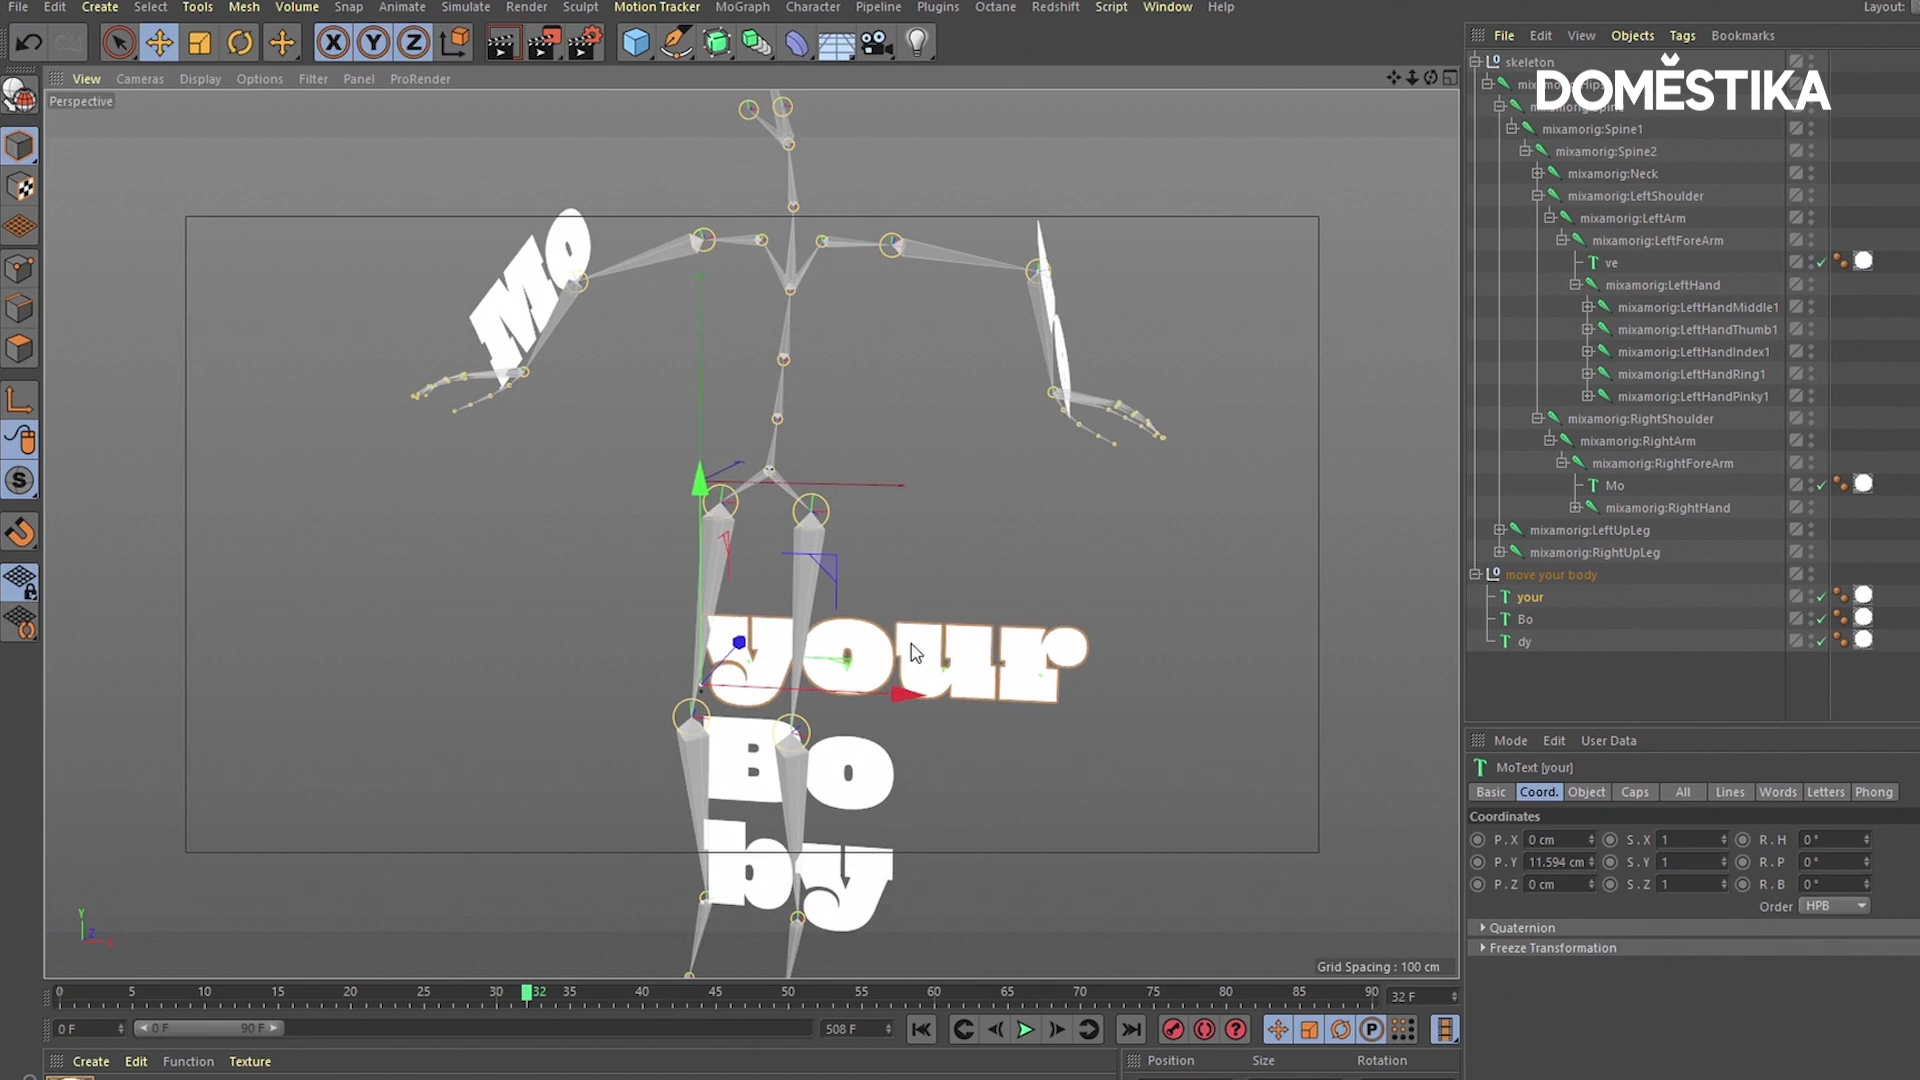 File Edit Create Select Tools Mesh Volume Snap Animate Simulate Render Sculpt Motion Tracker MoGraph Character Pipeline Plugins Octane Redshift Script Window Help Layout:
X Y Z
View Cameras Display Options Filter Panel ProRender
Perspective
Mo
your
Bo
by
Y
Z
Grid Spacing : 100 cm
0 5 10 15 20 25 30 32 35 40 45 50 55 60 65 70 75 80 85 90 32 F
0 F 0 F 90 F 508 F
Create Edit Function Texture
Position Size Rotation
File Edit View Objects Tags Bookmarks
DOMĚSTIKA
skeleton
mixamorig:Spine1
mixamorig:Spine2
mixamorig:Neck
mixamorig:LeftShoulder
mixamorig:LeftArm
mixamorig:LeftForeArm
ve
mixamorig:LeftHand
mixamorig:LeftHandMiddle1
mixamorig:LeftHandThumb1
mixamorig:LeftHandIndex1
mixamorig:LeftHandRing1
mixamorig:LeftHandPinky1
mixamorig:RightShoulder
mixamorig:RightArm
mixamorig:RightForeArm
Mo
mixamorig:RightHand
mixamorig:LeftUpLeg
mixamorig:RightUpLeg
move your body
your
Bo
dy
Mode Edit User Data
MoText [your]
Basic Coord. Object Caps All Lines Words Letters Phong
Coordinates
P . X 0 cm S . X 1 R . H 0 °
P . Y 11.594 cm S . Y 1 R . P 0 °
P . Z 0 cm S . Z 1 R . B 0 °
Order HPB
Quaternion
Freeze Transformation